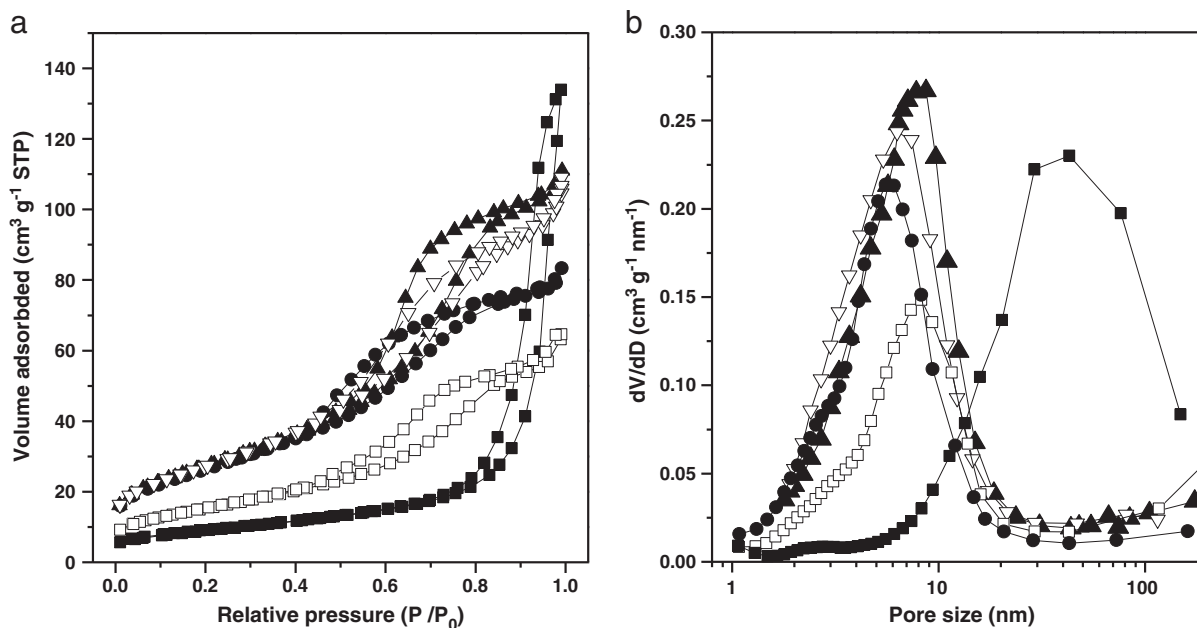 a
140
120
100
80
60
40
20
0
0.0 0.2 0.4 0.6 0.8 1.0
Volume adsorbded (cm³ g⁻¹ STP)
Relative pressure (P /P₀)
b
0.30
0.25
0.20
0.15
0.10
0.05
0.00
1 10 100
dV/dD (cm³ g⁻¹ nm⁻¹)
Pore size (nm)